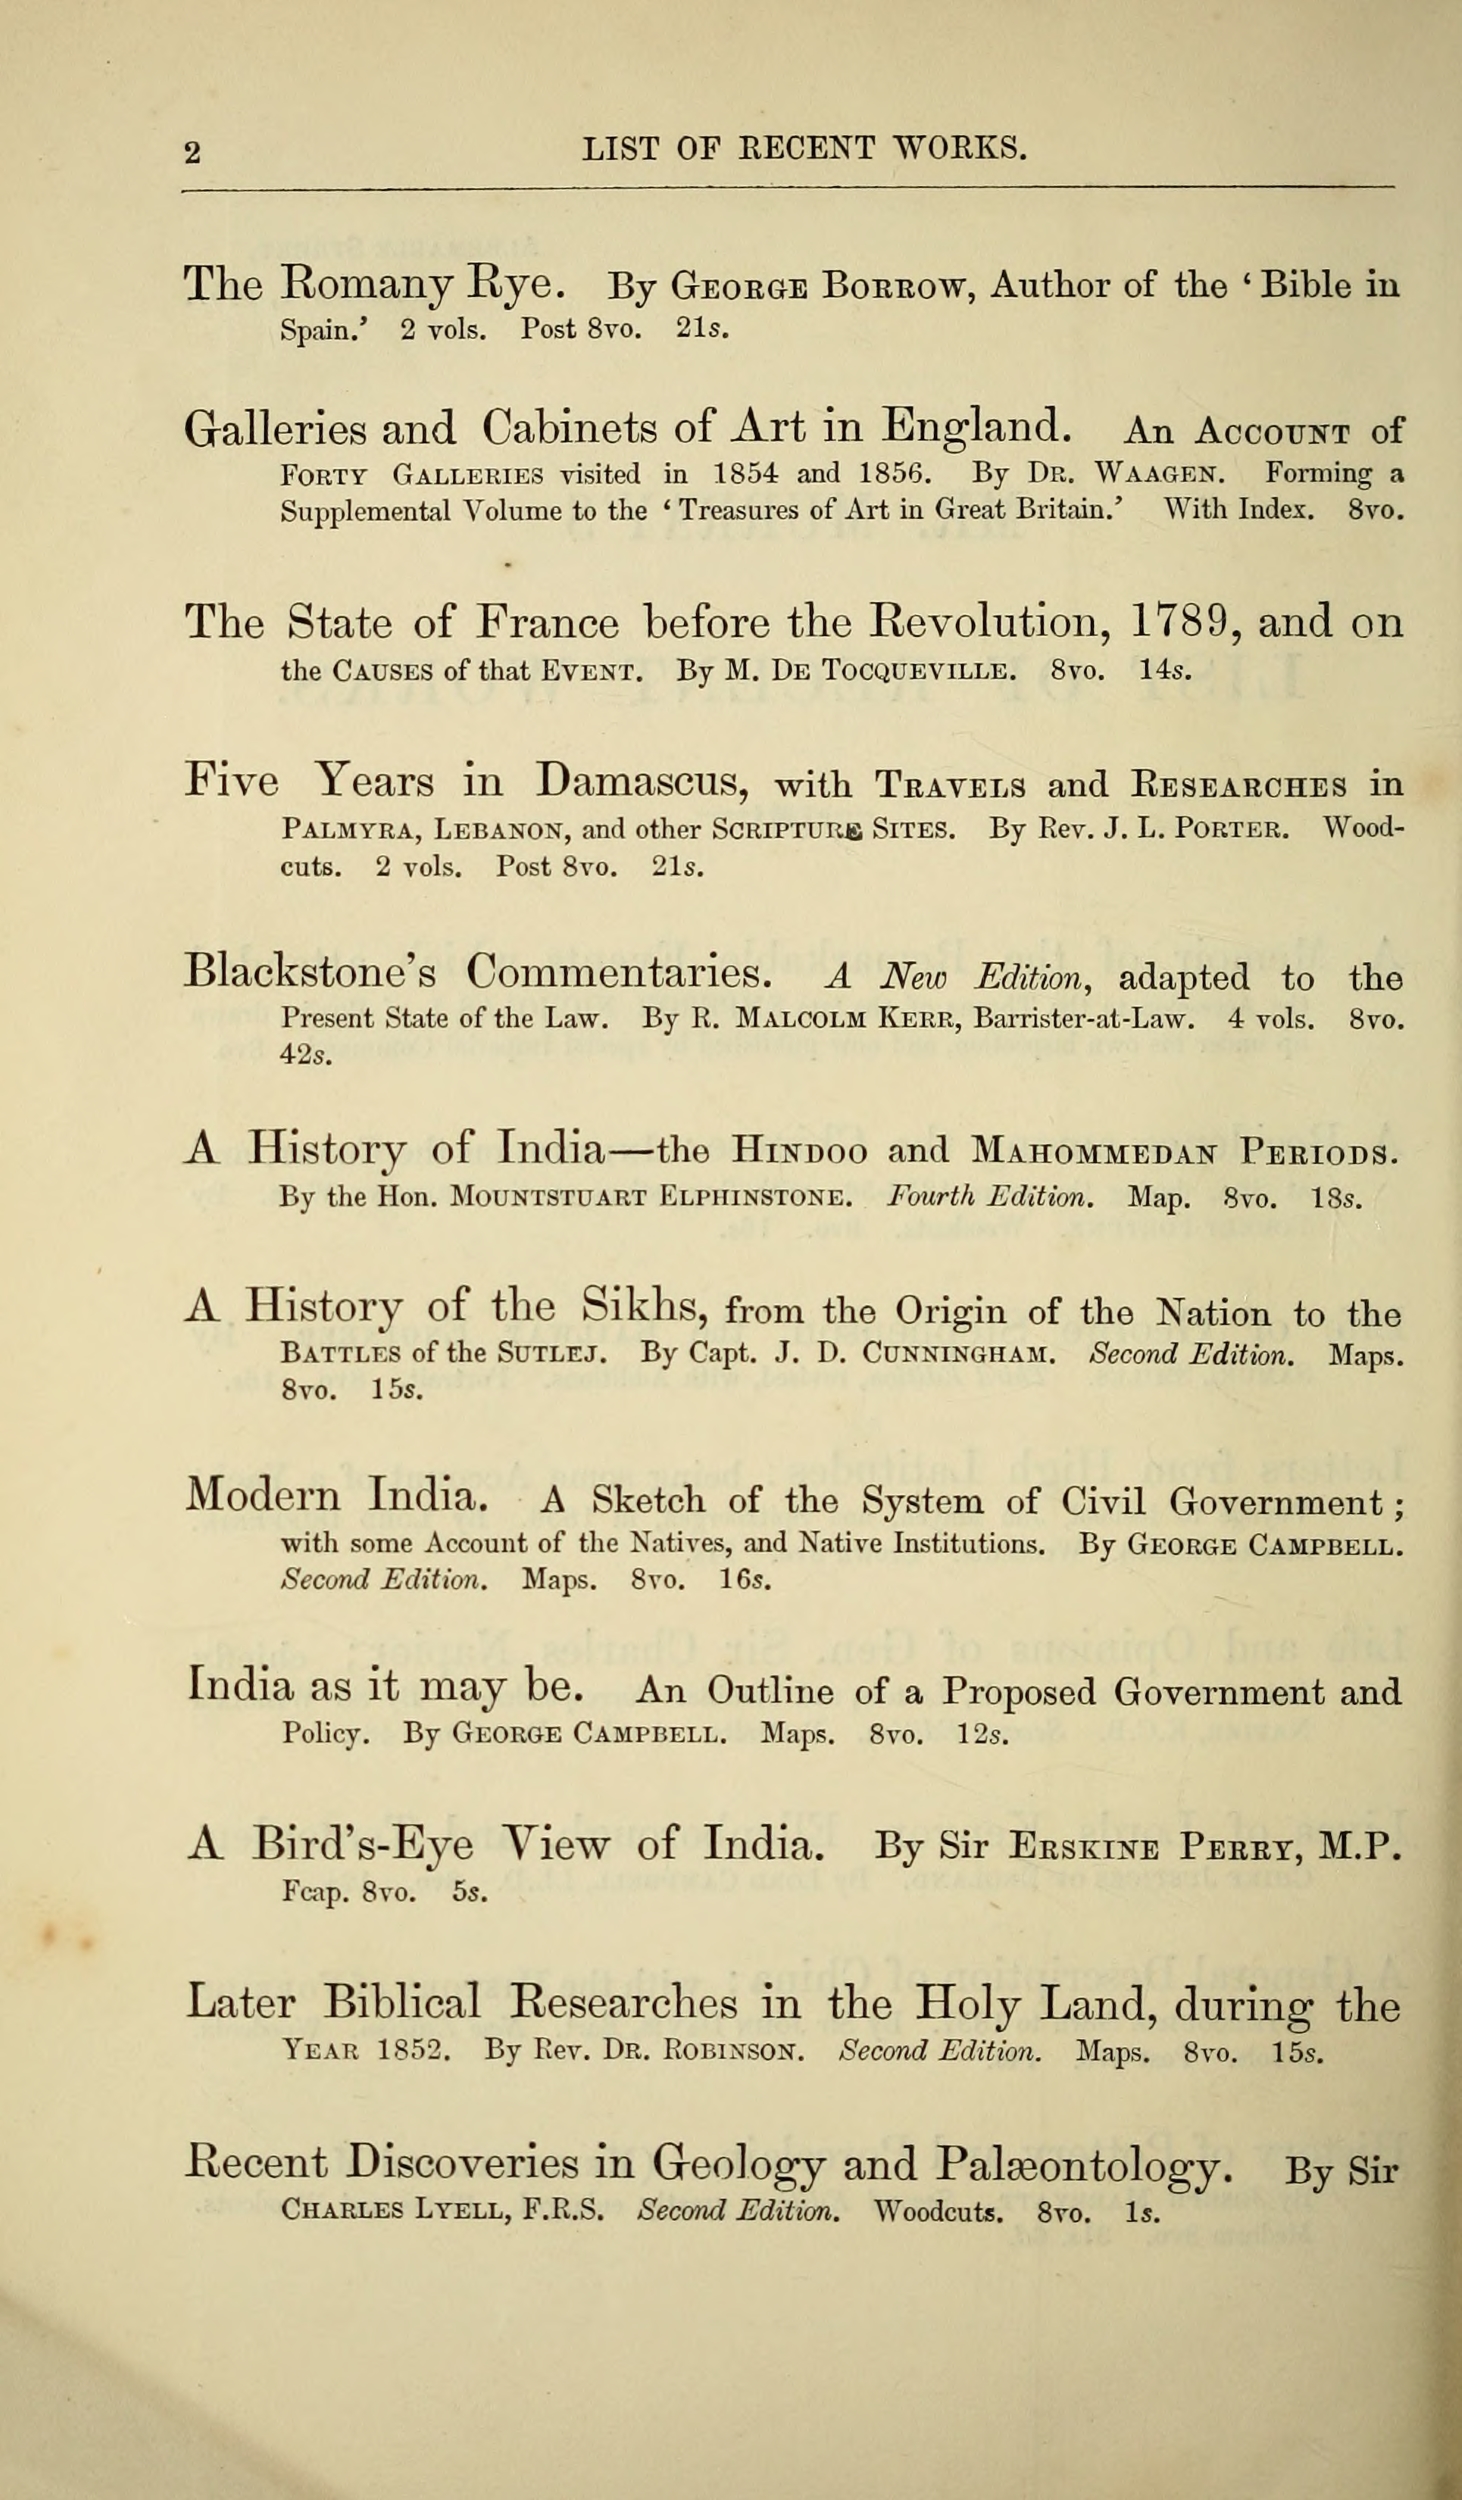 2 LIST OF RECENT WORKS.
The Romany Rye. By George Borrow, Author of the ‘Bible in
Spain.’ 2 vols. Post 8vo. 21s.
Galleries and Cabinets of Art in England. An Account of
Forty Galleries visited in 1854 and 1856. By Dr. Waagen. Forming a
Supplemental Volume to the ‘Treasures of Art in Great Britain.’ With Index. 8vo.
The State of France before the Revolution, 1789, and on
the Causes of that Event. By M. De Tocqueville. 8vo. 14s.
Five Years in Damascus, with Travels and Researches in
Palmyra, Lebanon, and other Scripture Sites. By Rev. J. L. Porter. Wood-
cuts. 2 vols. Post 8vo. 21s.
Blackstone’s Commentaries. A New Edition, adapted to the
Present State of the Law. By R. Malcolm Kerr, Barrister-at-Law. 4 vols. 8vo.
42s.
A History of India—the Hindoo and Mahommedan Periods.
By the Hon. Mountstuart Elphinstone. Fourth Edition. Map. 8vo. 18s.
A History of the Sikhs, from the Origin of the Nation to the
Battles of the Sutlej. By Capt. J. D. Cunningham. Second Edition. Maps.
8vo. 15s.
Modern India. A Sketch of the System of Civil Government;
with some Account of the Natives, and Native Institutions. By George Campbell.
Second Edition. Maps. 8vo. 16s.
India as it may be. An Outline of a Proposed Government and
Policy. By George Campbell. Maps. 8vo. 12s.
A Bird’s-Eye View of India. By Sir Erskine Perry, M.P.
Fcap. 8vo. 5s.
Later Biblical Researches in the Holy Land, during the
Year 1852. By Rev. Dr. Robinson. Second Edition. Maps. 8vo. 15s.
Recent Discoveries in Geology and Palæontology. By Sir
Charles Lyell, F.R.S. Second Edition. Woodcuts. 8vo. 1s.